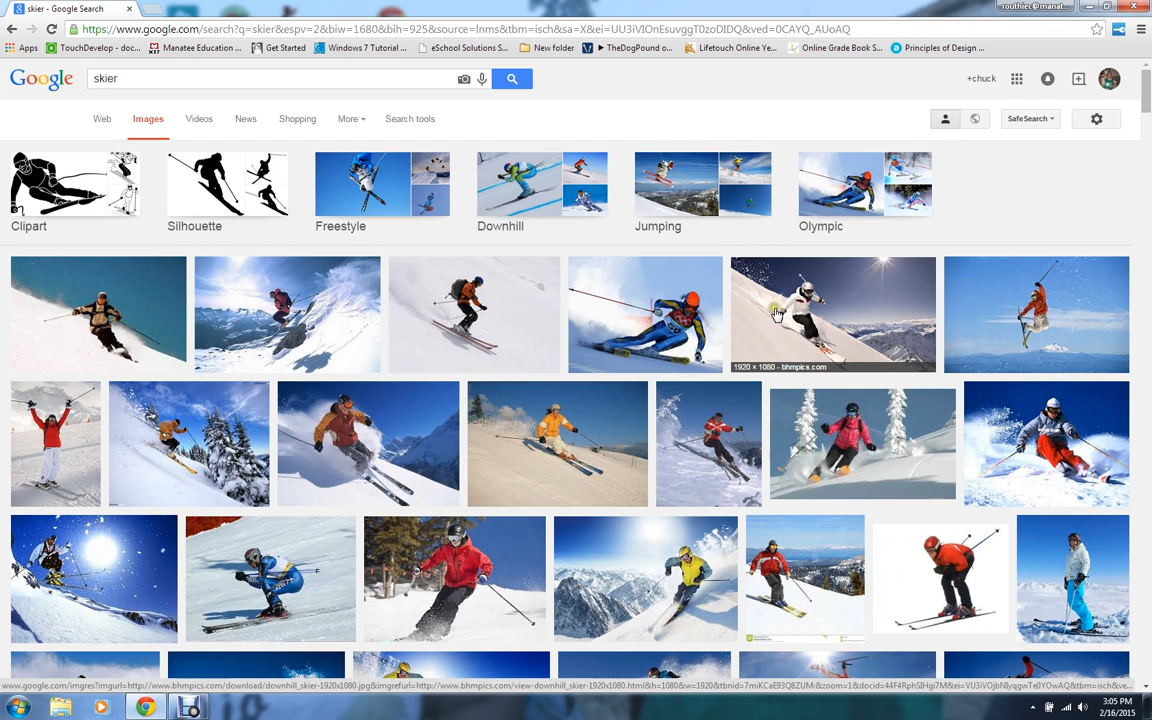 skier - Google Search
routhiec@manat...
https://www.google.com/search?q=skier&espv=2&biw=1680&bih=925&source=lnms&tbm=isch&sa=X&ei=UU3iVIOnEsuvggT0zoDIDQ&ved=0CAYQ_AUoAQ
Apps TouchDevelop - doc... Manatee Education ... Get Started Windows 7 Tutorial ... eSchool Solutions S... New folder TheDogPound o... Lifetouch Online Ye... Online Grade Book S... Principles of Design ...
Google skier +chuck
Web Images Videos News Shopping More Search tools SafeSearch
Clipart Silhouette Freestyle Downhill Jumping Olympic
1920 × 1080 - bhmpics.com
3:05 PM
2/16/2015